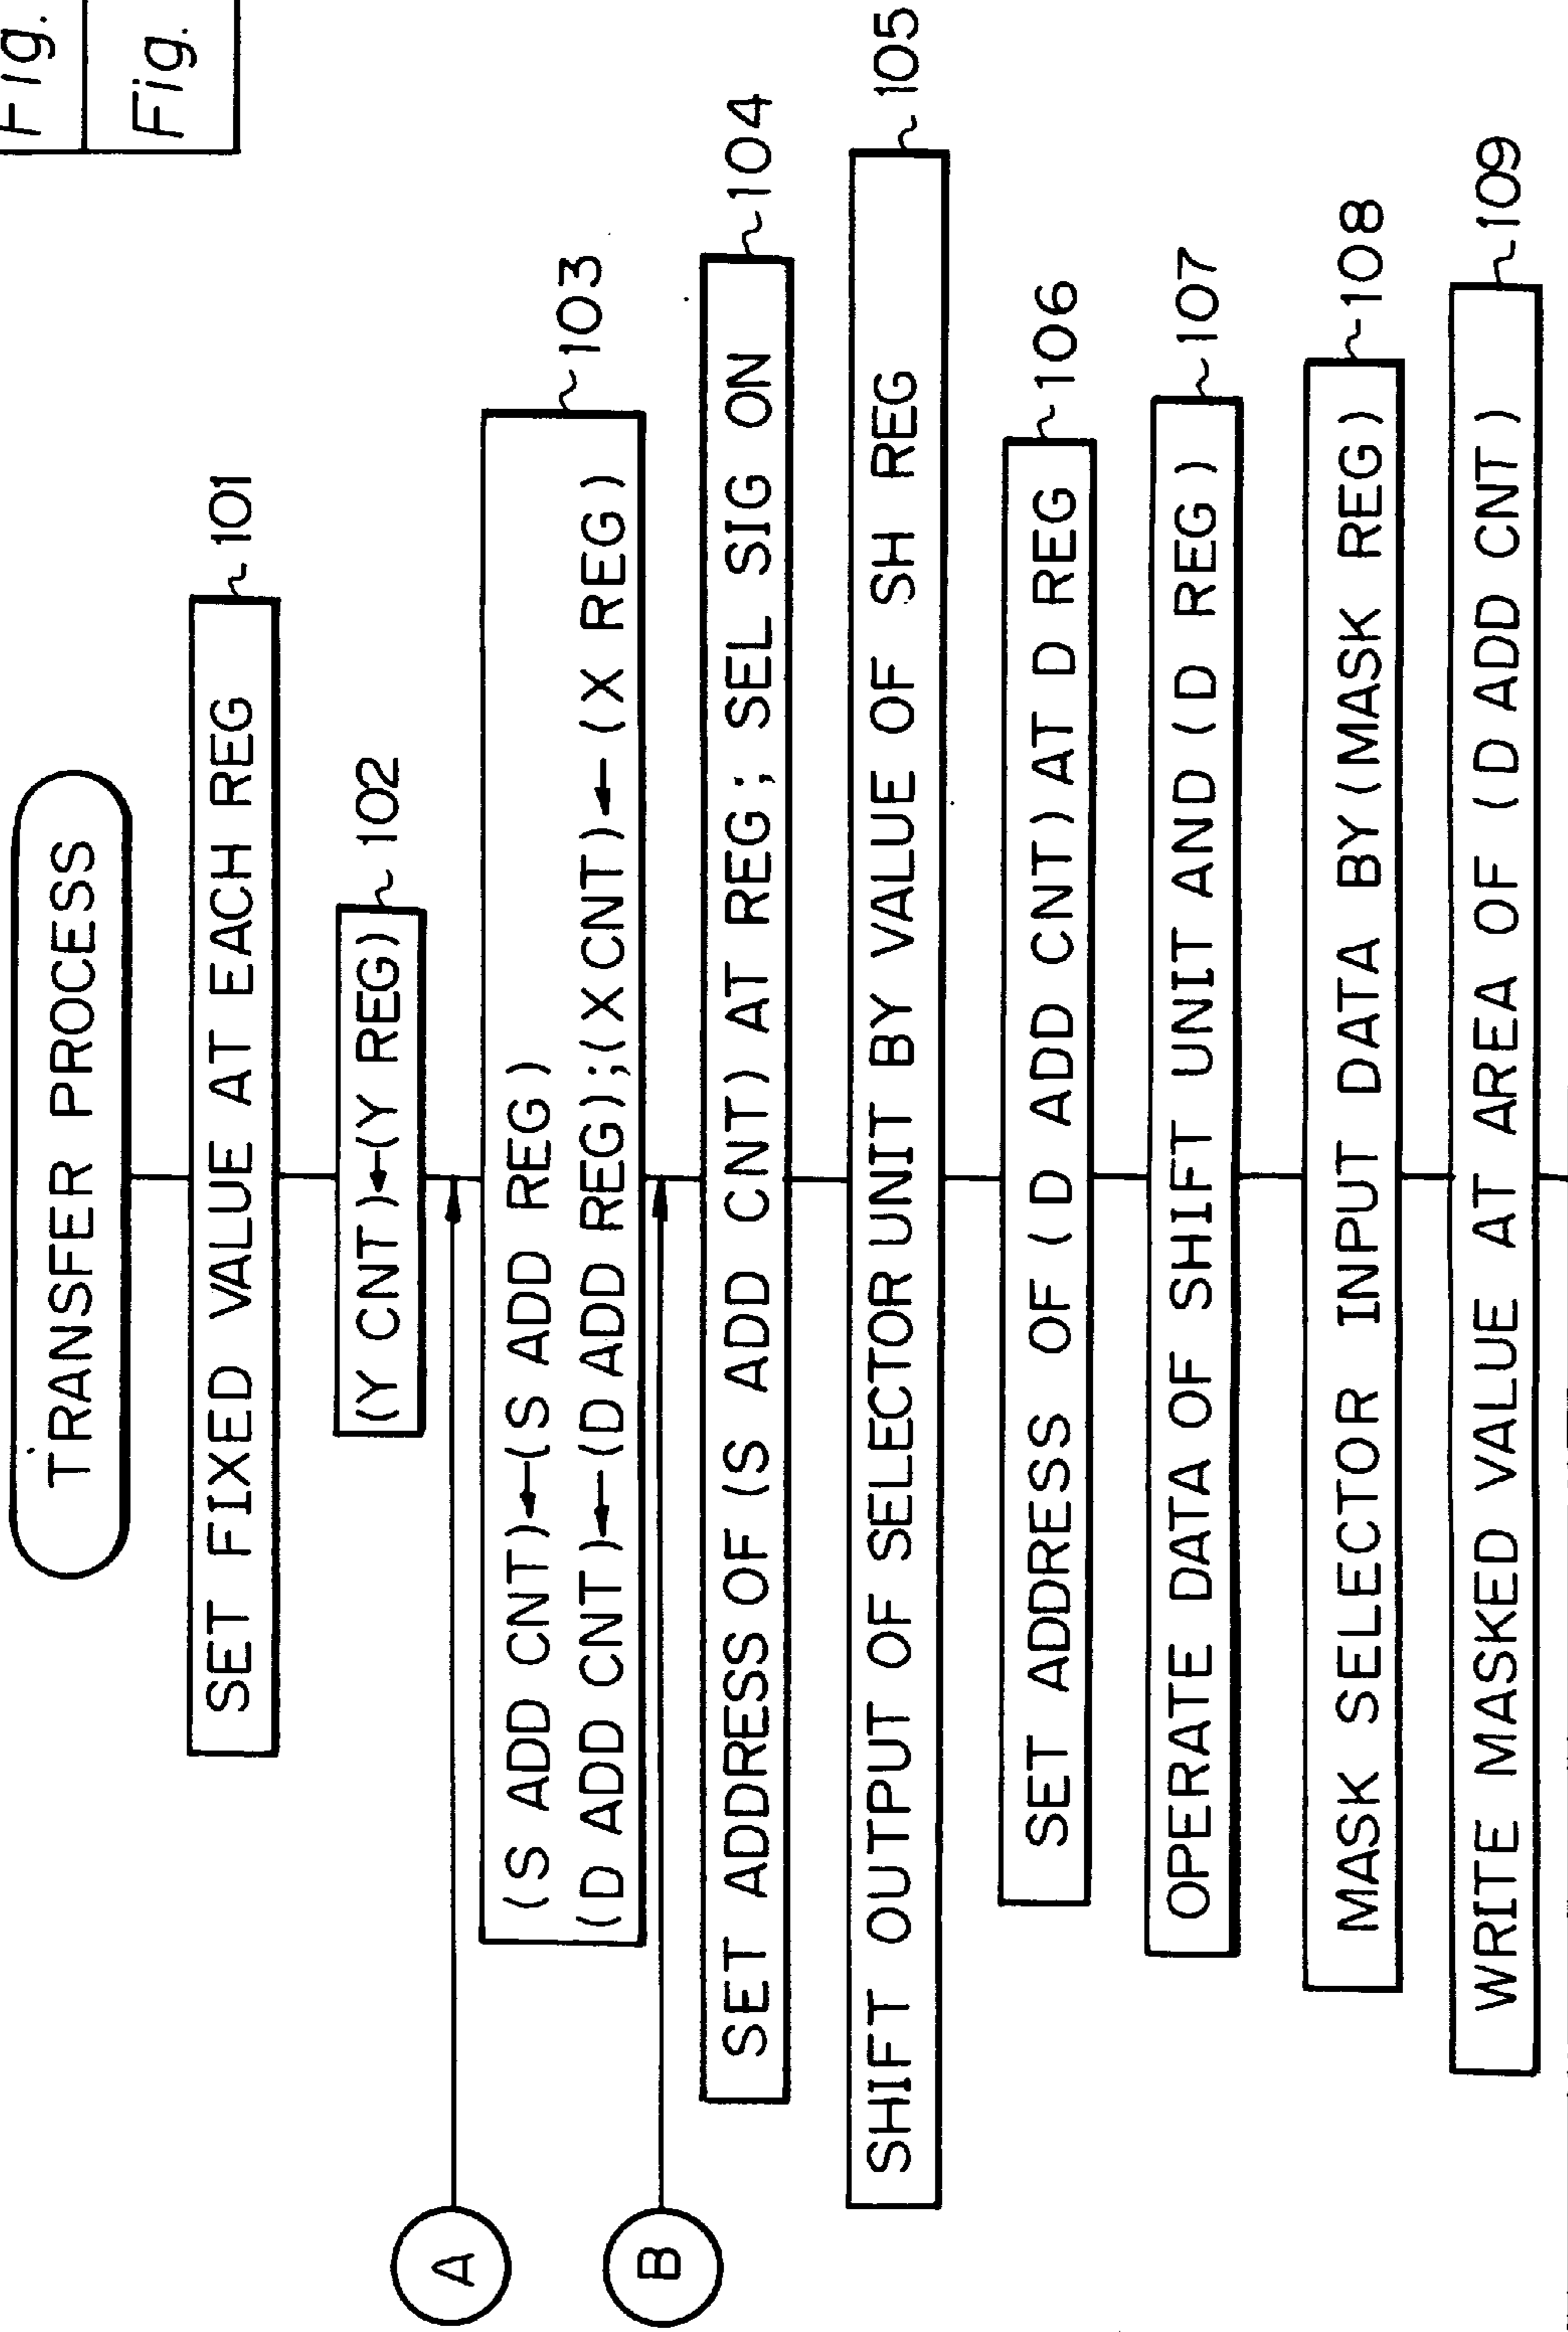 Fig.
Fig.
TRANSFER PROCESS
SET FIXED VALUE AT EACH REG
101
(Y CNT)←(Y REG)
102
A
(S ADD CNT)←(S ADD REG)
(D ADD CNT)←(D ADD REG);(X CNT)←(X REG)
103
B
SET ADDRESS OF (S ADD CNT) AT REG; SEL SIG ON
104
SHIFT OUTPUT OF SELECTOR UNIT BY VALUE OF SH REG
105
SET ADDRESS OF (D ADD CNT) AT D REG
106
OPERATE DATA OF SHIFT UNIT AND (D REG)
107
MASK SELECTOR INPUT DATA BY (MASK REG)
108
WRITE MASKED VALUE AT AREA OF (D ADD CNT)
109